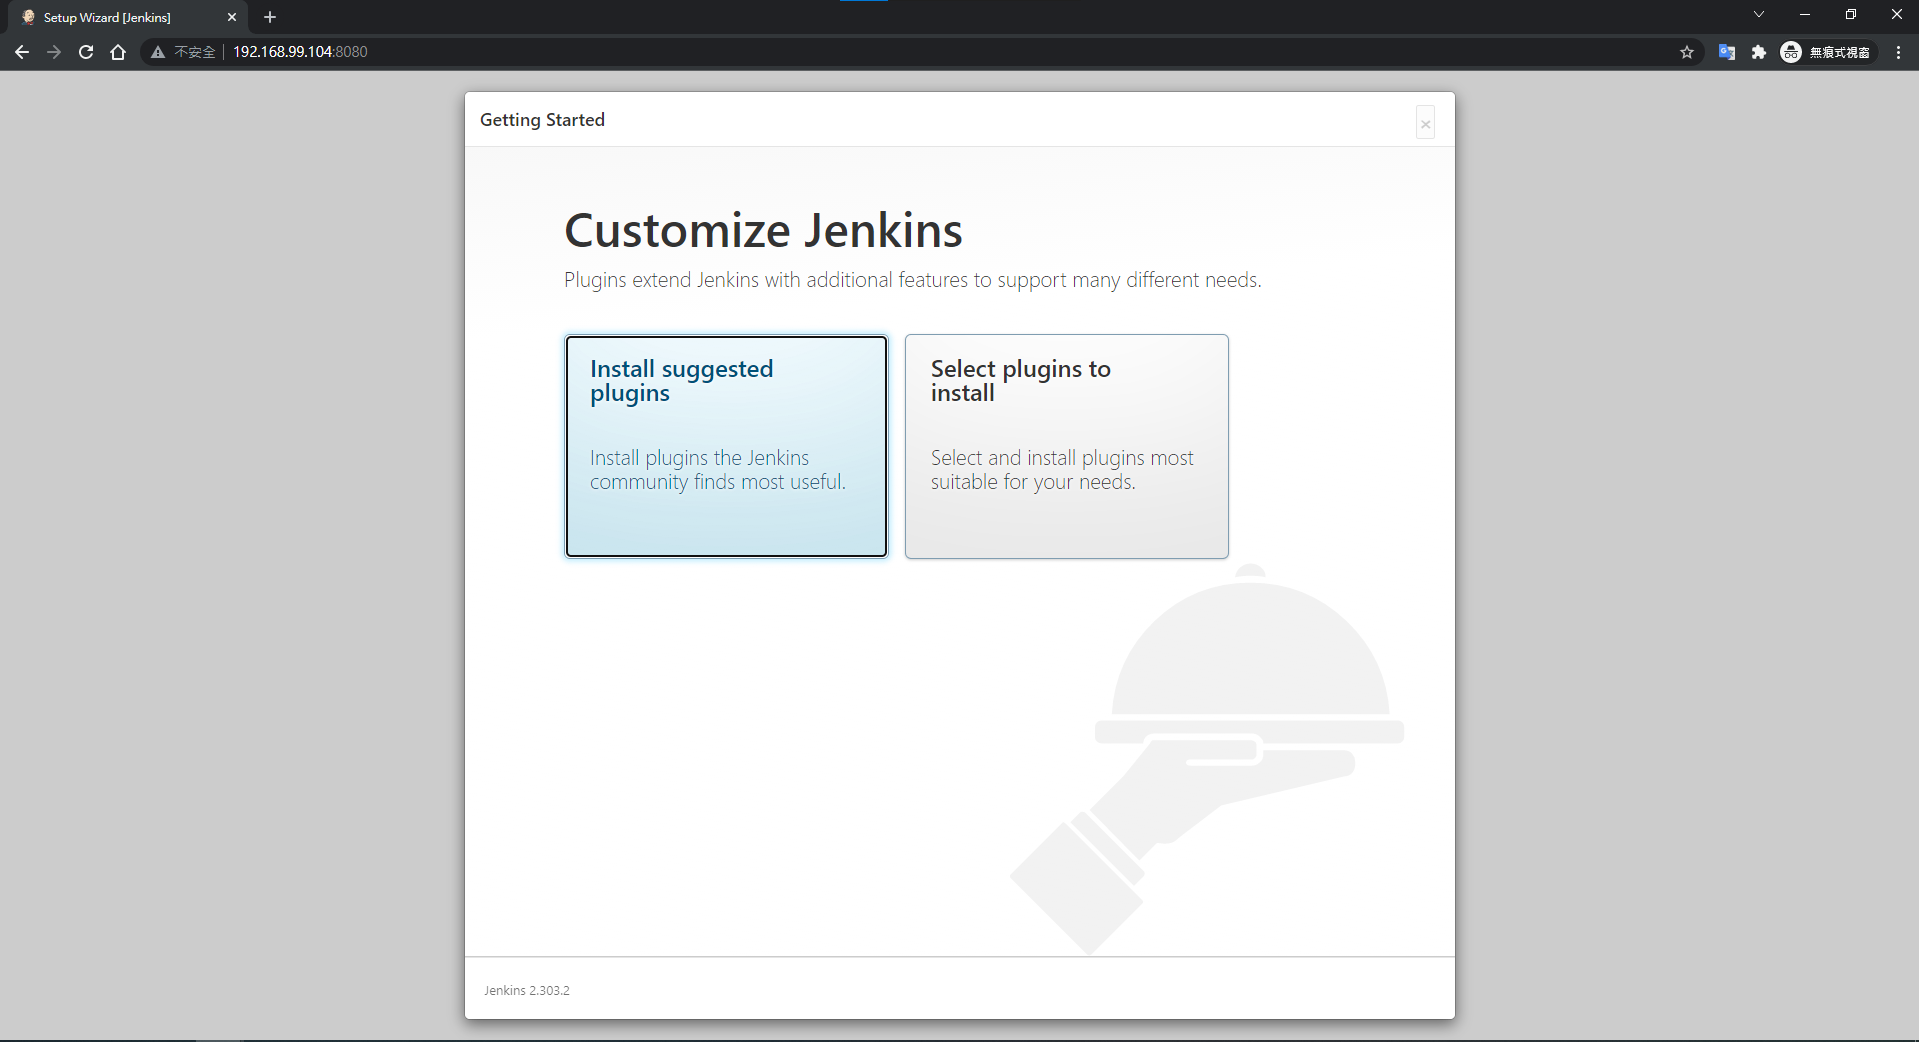 Setup Wizard [Jenkins]
不安全
192.168.99.104:8080
無痕式視窗
Getting Started
Customize Jenkins
Plugins extend Jenkins with additional features to support many different needs.
Install suggested
plugins
Install plugins the Jenkins
community finds most useful.
Select plugins to
install
Select and install plugins most
suitable for your needs.
Jenkins 2.303.2